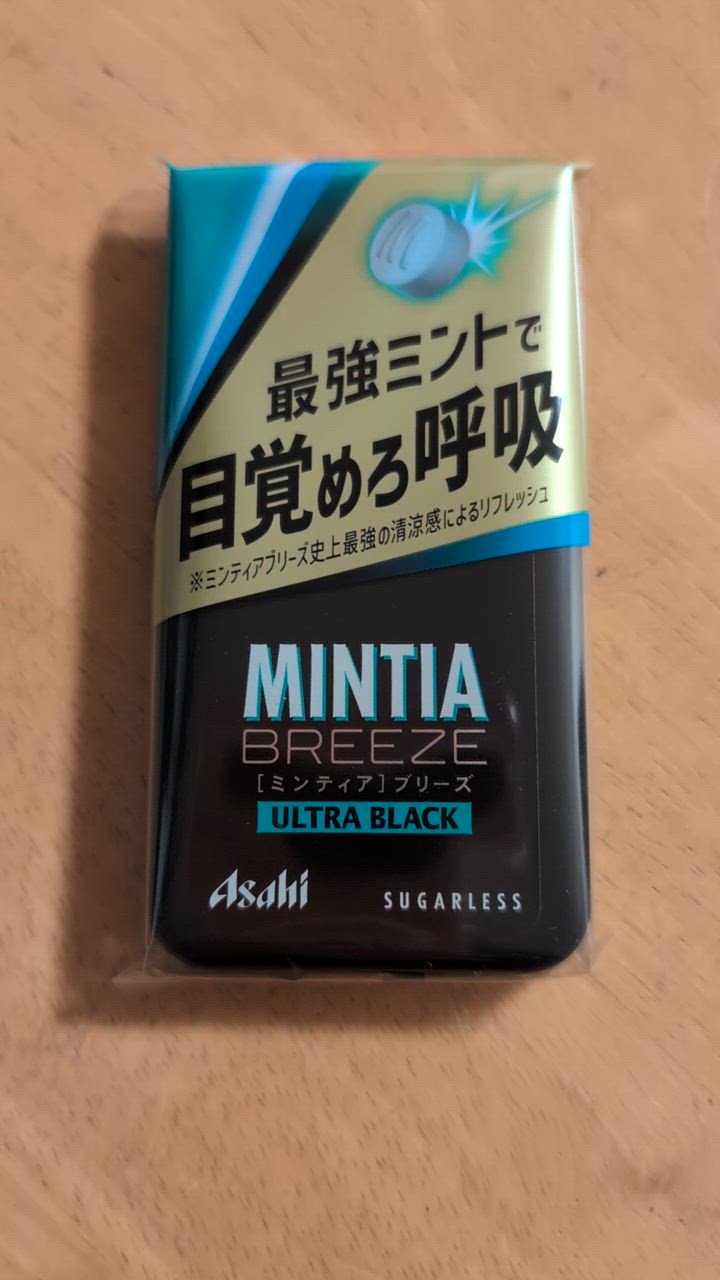 最強ミントで
目覚めろ呼吸
※ミンティアブリーズ史上最強の清涼感によるリフレッシュ
MINTIA
BREEZE
[ミンティア]ブリーズ
ULTRA BLACK
Asahi SUGARLESS